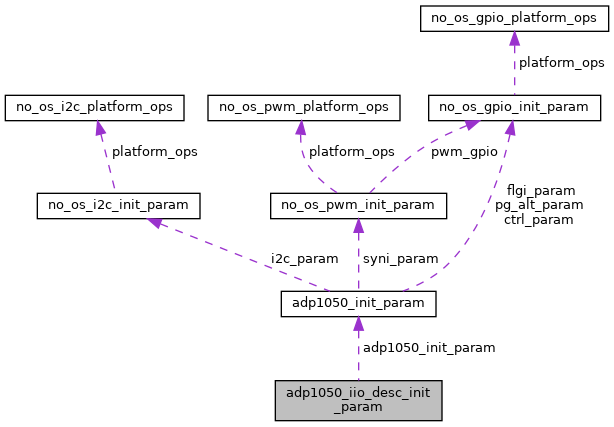 no_os_gpio_platform_ops
platform_ops
no_os_i2c_platform_ops
no_os_pwm_platform_ops
no_os_gpio_init_param
platform_ops
platform_ops
pwm_gpio
flgi_param
pg_alt_param
ctrl_param
no_os_i2c_init_param
no_os_pwm_init_param
i2c_param
syni_param
adp1050_init_param
adp1050_init_param
adp1050_iio_desc_init
_param